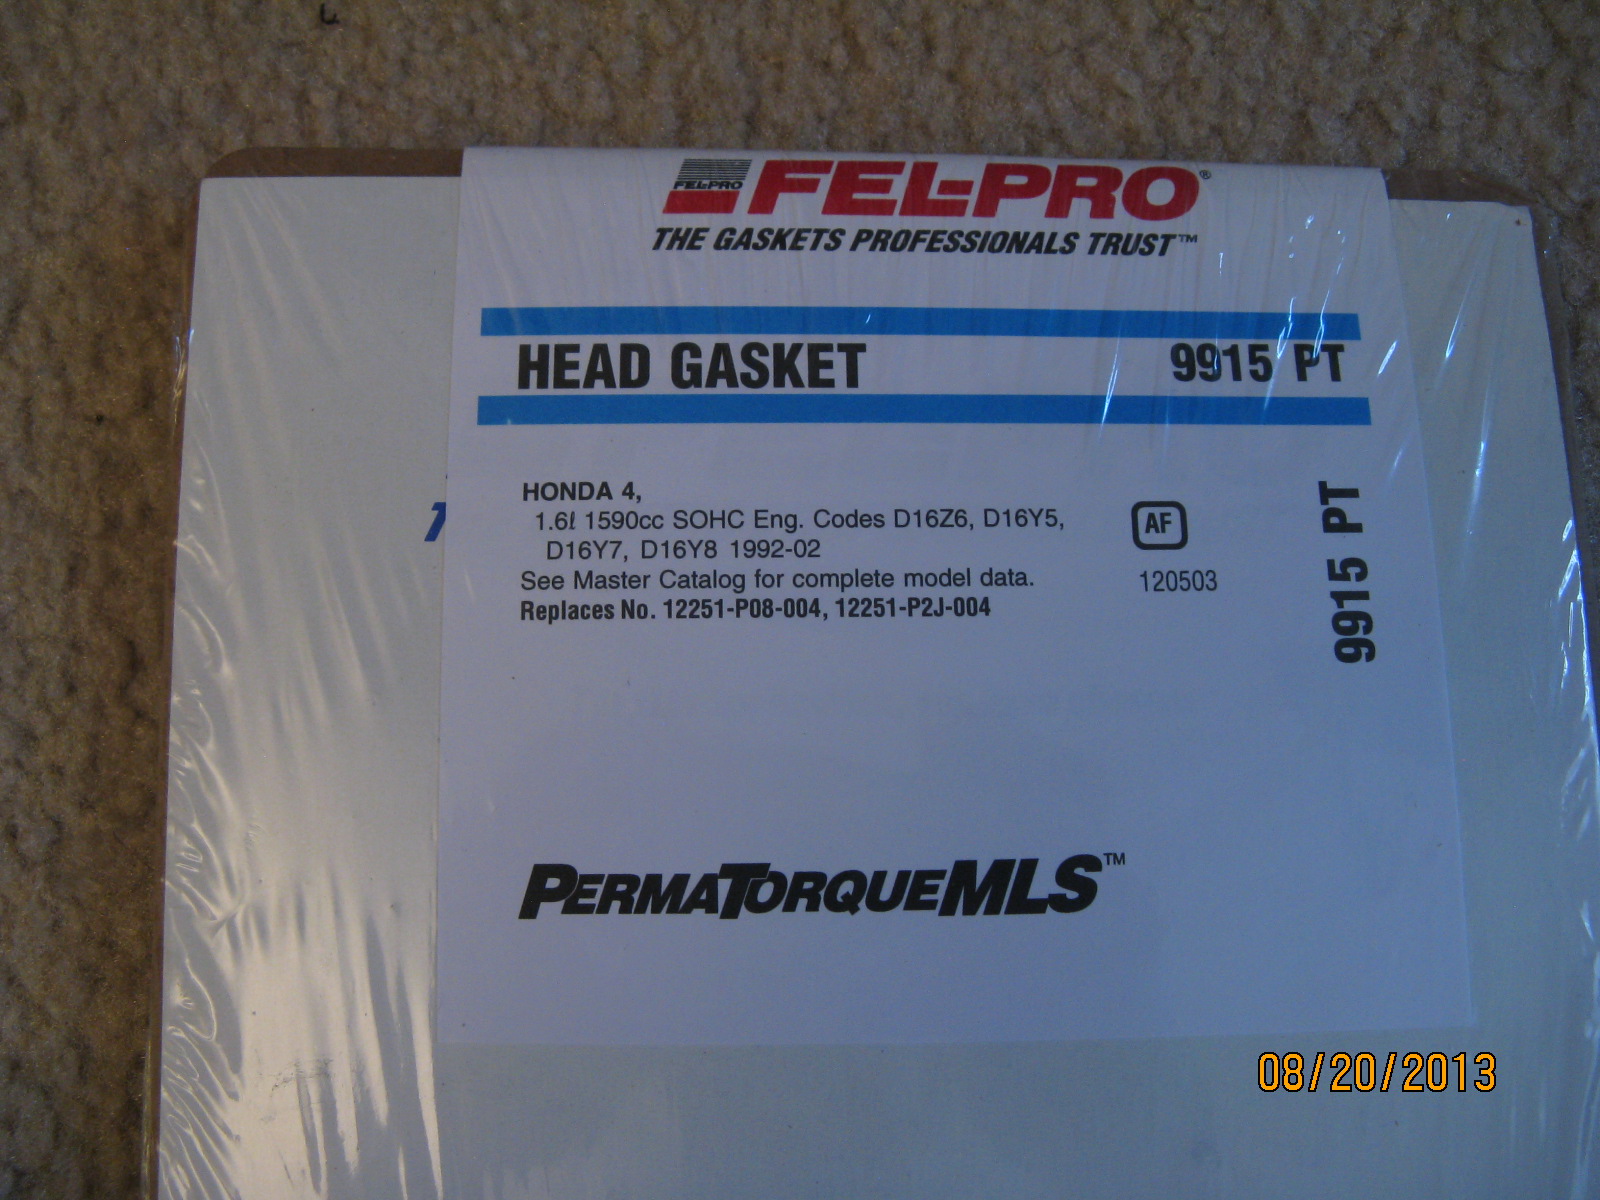 FEL-PRO
FEL-PRO®
THE GASKETS PROFESSIONALS TRUST™
HEAD GASKET 9915 PT
HONDA 4,
1.6ℓ 1590cc SOHC Eng. Codes D16Z6, D16Y5,
D16Y7, D16Y8 1992-02
See Master Catalog for complete model data.
Replaces No. 12251-P08-004, 12251-P2J-004
AF
120503
9915 PT
PERMATORQUEMLS™
08/20/2013